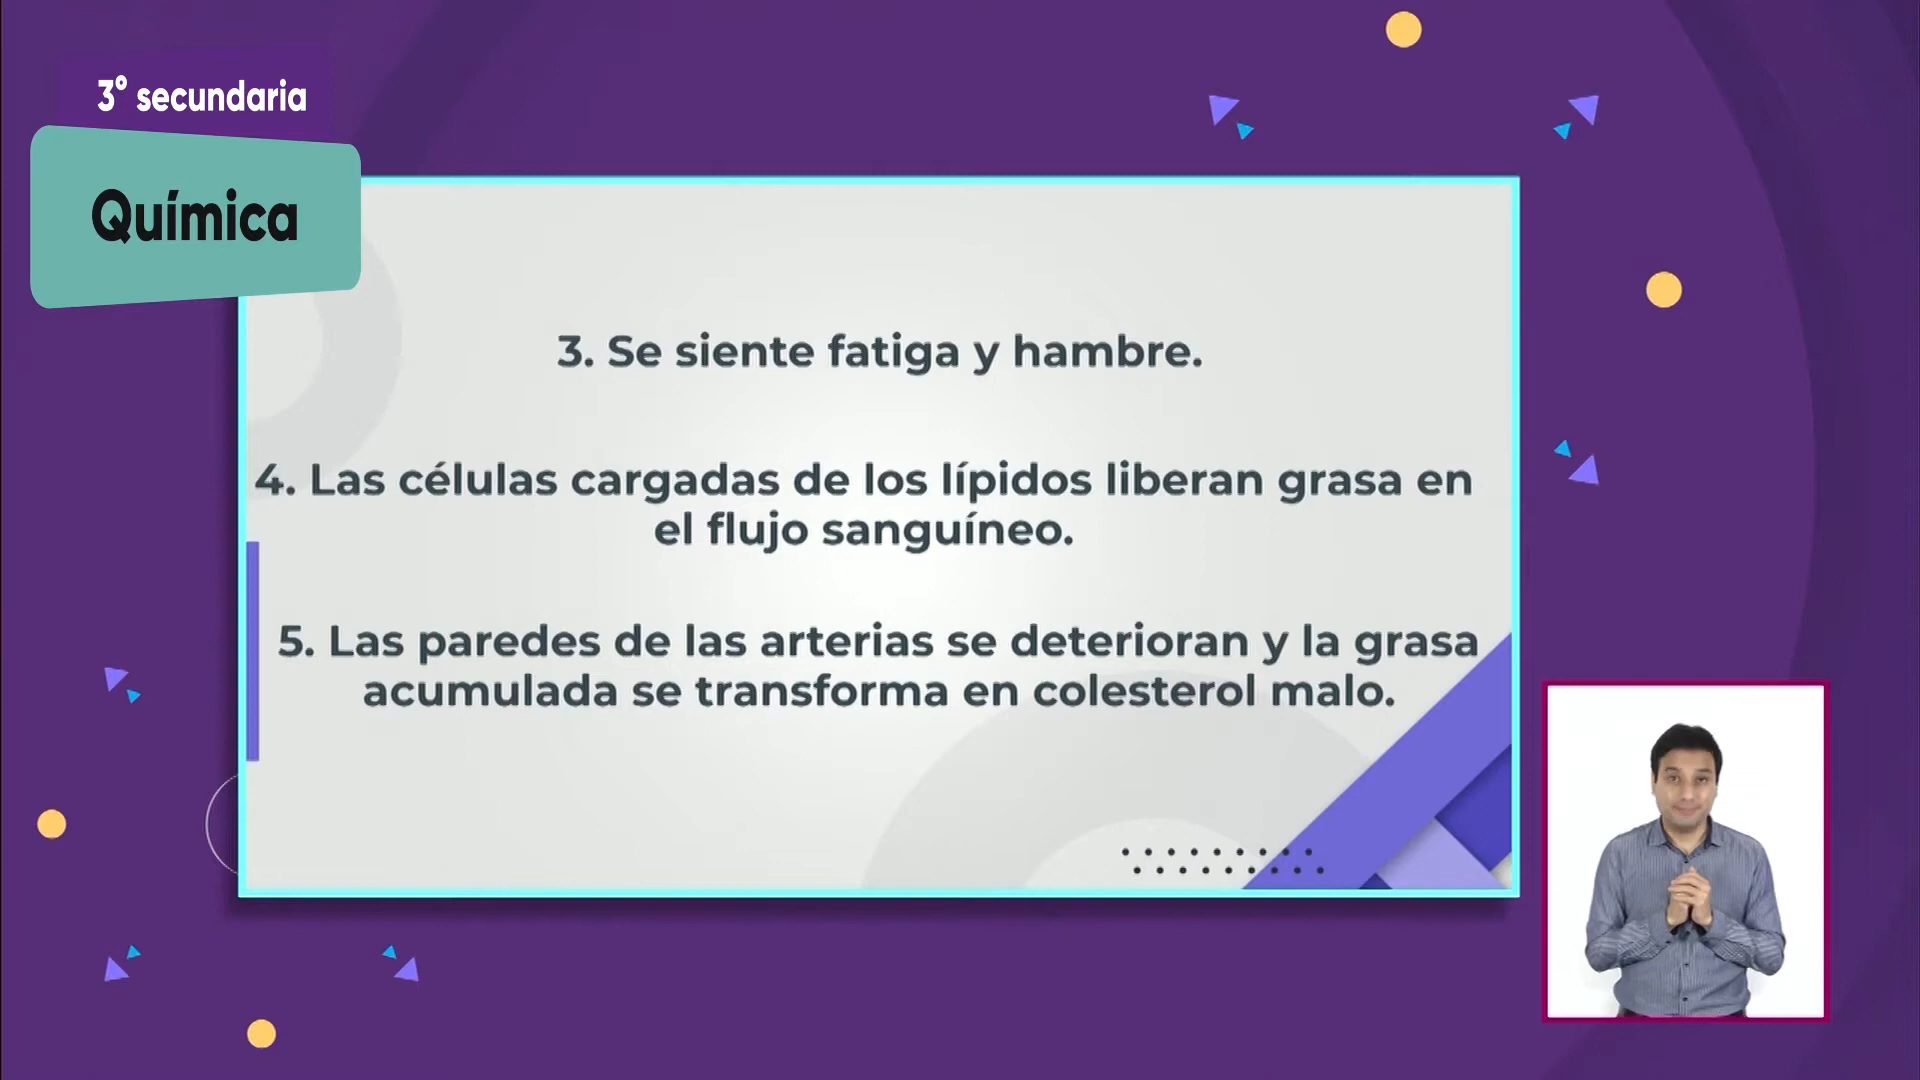 3° secundaria
Química
3. Se siente fatiga y hambre.
4. Las células cargadas de los lípidos liberan grasa en
el flujo sanguíneo.
5. Las paredes de las arterias se deterioran y la grasa
acumulada se transforma en colesterol malo.